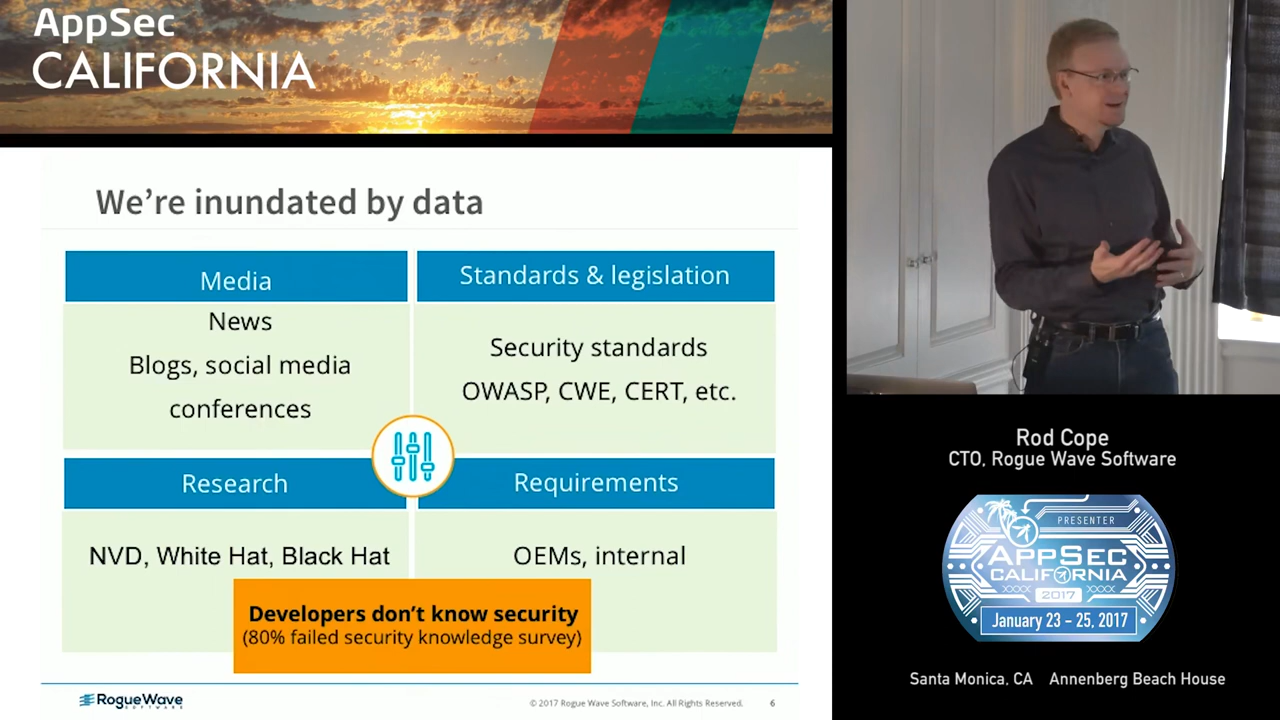 AppSec
CALIFORNIA
We're inundated by data
Media
News
Blogs, social media
conferences
Standards & legislation
Security standards
OWASP, CWE, CERT, etc.
Research
NVD, White Hat, Black Hat
Requirements
OEMs, internal
Developers don't know security
(80% failed security knowledge survey)
RogueWave
SOFTWARE
© 2017 Rogue Wave Software, Inc. All Rights Reserved.
6
Rod Cope
CTO, Rogue Wave Software
PRESENTER
APPSEC
CALIFORNIA
2017
January 23 – 25, 2017
Santa Monica, CA Annenberg Beach House